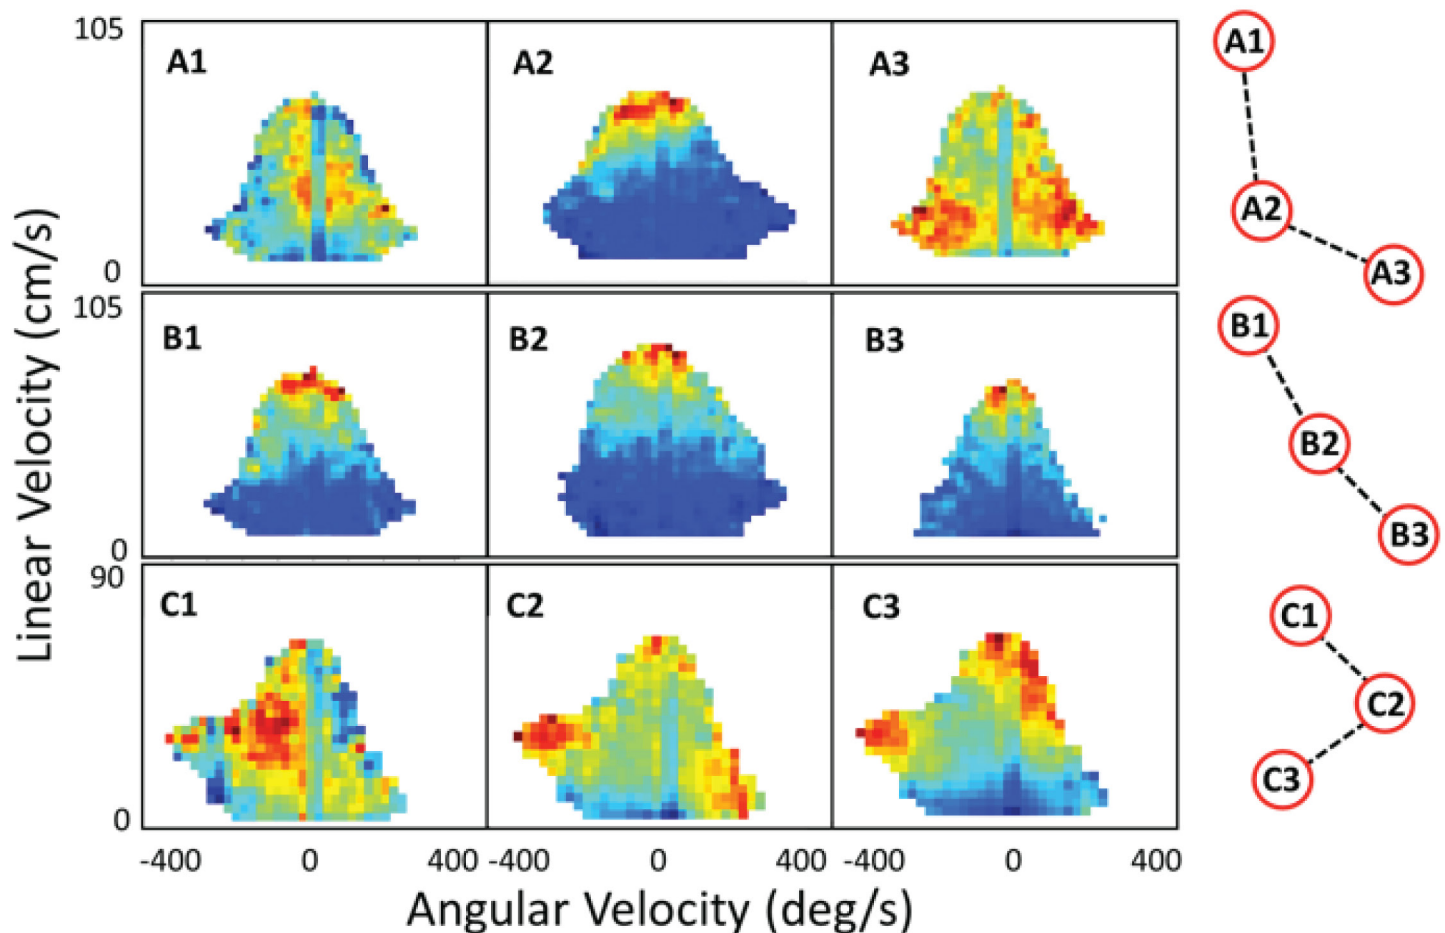 105
A1
A2
A3
A1
A2
A3
0
105
B1
B2
B3
B1
B2
B3
0
90
C1
C2
C3
C1
C2
C3
0
-400 0 400 -400 0 400 -400 0 400
Linear Velocity (cm/s)
Angular Velocity (deg/s)